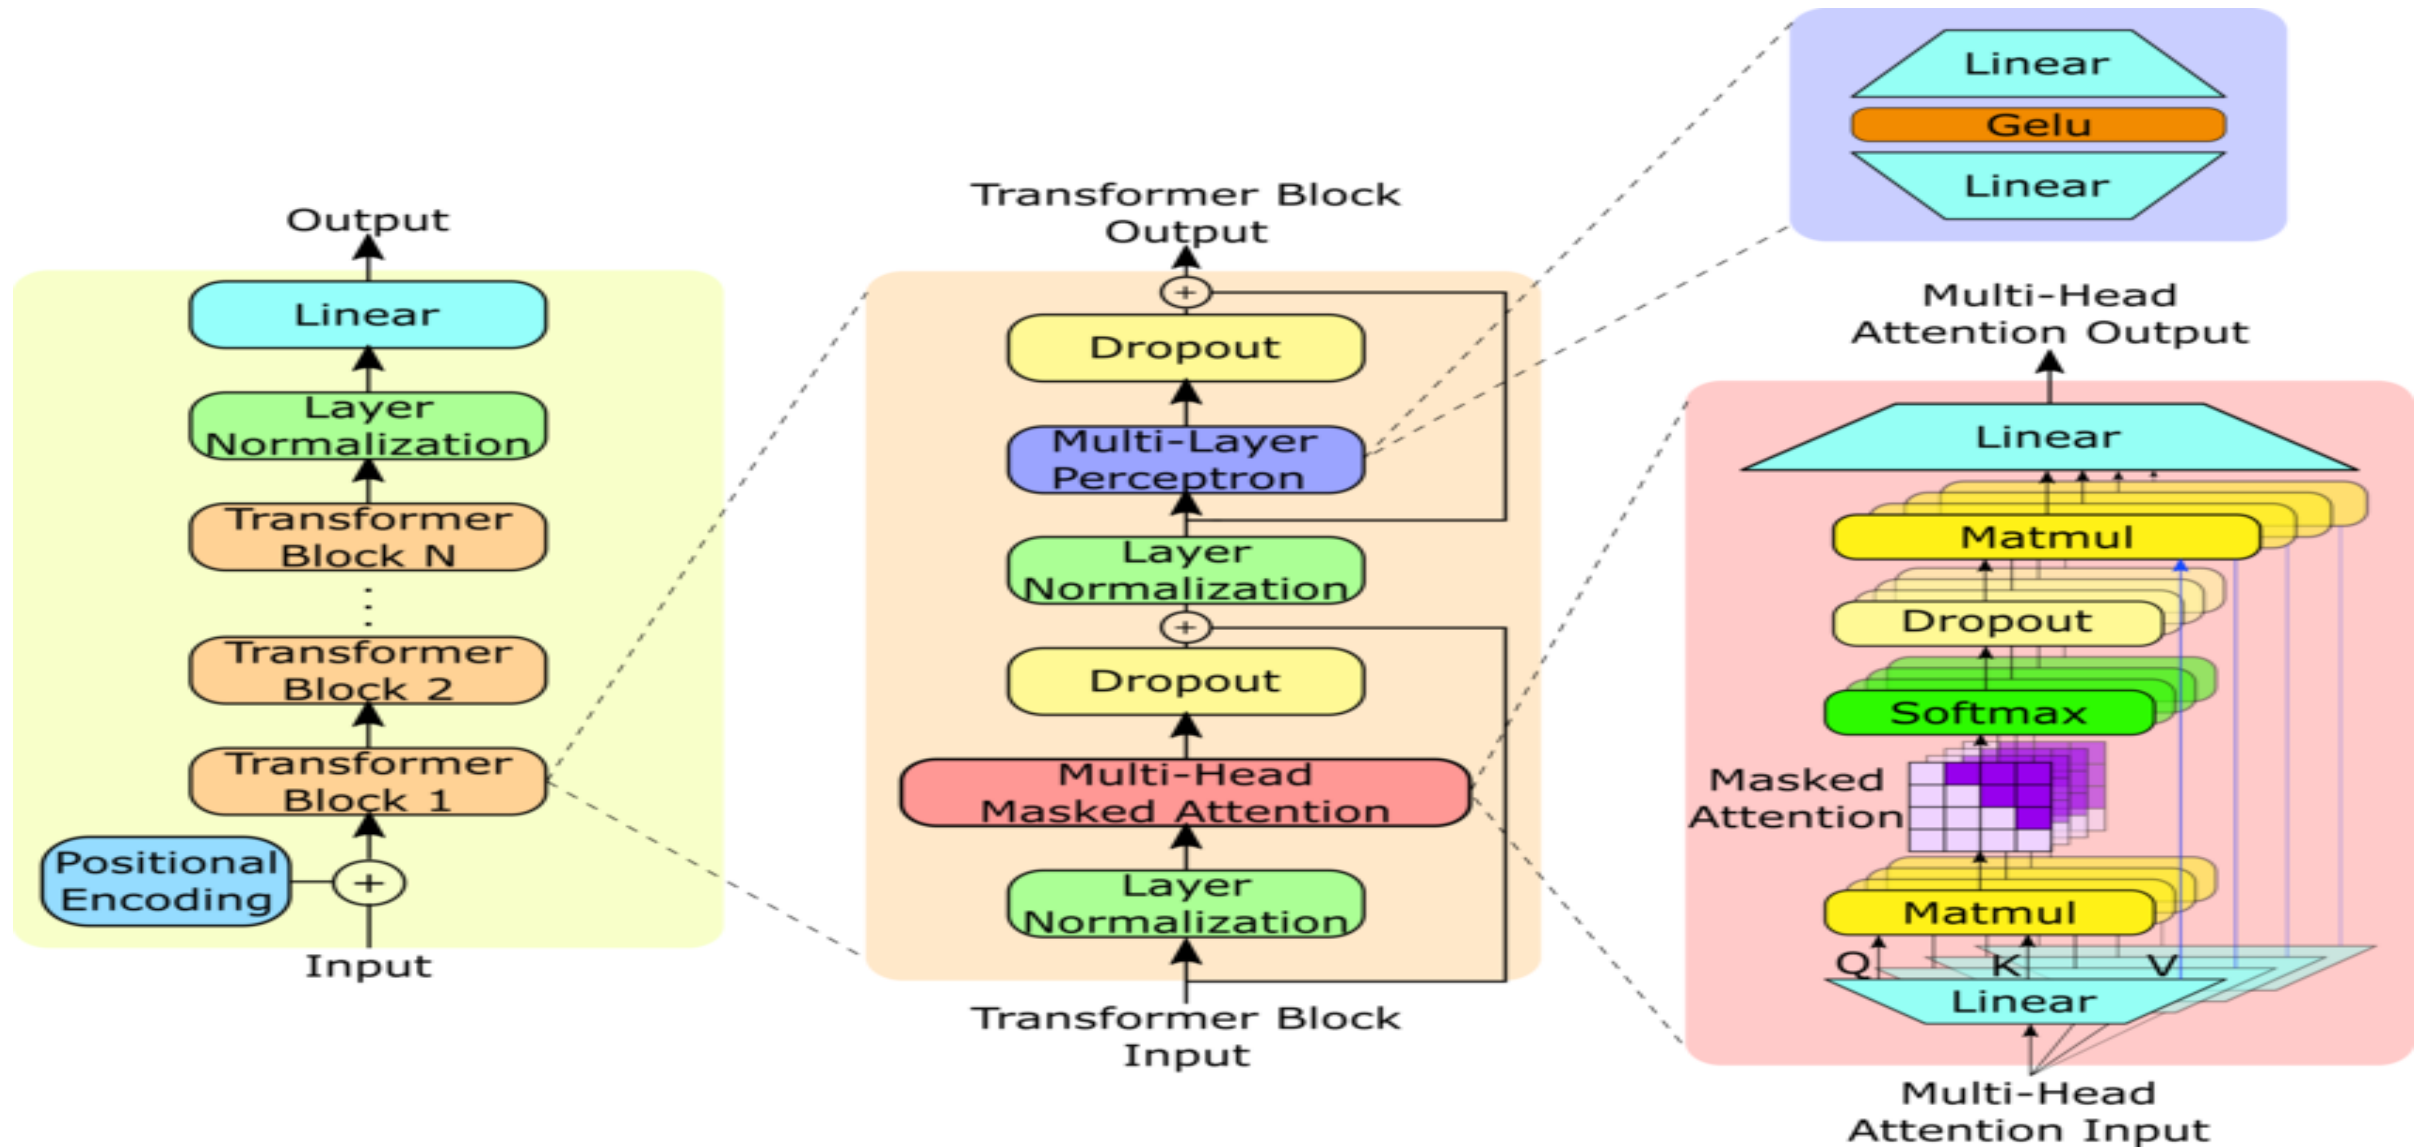 Output
Linear
Layer
Normalization
Transformer
Block N
Transformer
Block 2
Transformer
Block 1
Positional
Encoding
+
Input
Transformer Block
Output
+
Dropout
Multi-Layer
Perceptron
Layer
Normalization
+
Dropout
Multi-Head
Masked Attention
Layer
Normalization
Transformer Block
Input
Linear
Gelu
Linear
Multi-Head
Attention Output
Linear
Matmul
Dropout
Softmax
Masked
Attention
Matmul
Q K V
Linear
Multi-Head
Attention Input